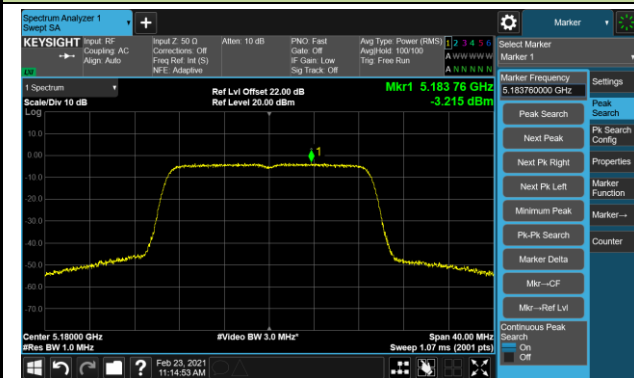 Spectrum Analyzer 1
Swept SA
Marker
KEYSIGHT
Input: RF
Coupling: AC
Align: Auto
Input Z: 50 Ω
Corrections: Off
Freq Ref: Int (S)
NFE: Adaptive
Atten: 10 dB
PNO: Fast
Gate: Off
IF Gain: Low
Sig Track: Off
Avg Type: Power (RMS)
Avg|Hold: 100/100
Trig: Free Run
1 2 3 4 5 6
A W W W W W
A N N N N N
Select Marker
Marker 1
1 Spectrum
Scale/Div 10 dB
Log
Ref Lvl Offset 22.00 dB
Ref Level 20.00 dBm
Mkr1 5.183 76 GHz
-3.215 dBm
10.0
0.00
-10.0
-20.0
-30.0
-40.0
-50.0
-60.0
-70.0
1
Center 5.18000 GHz
#Res BW 1.0 MHz
#Video BW 3.0 MHz*
Span 40.00 MHz
Sweep 1.07 ms (2001 pts)
Marker Frequency
5.183760000 GHz
Peak Search
Next Peak
Next Pk Right
Next Pk Left
Minimum Peak
Pk-Pk Search
Marker Delta
Mkr→CF
Mkr→Ref Lvl
Continuous Peak
Search
On
Off
Settings
Peak
Search
Pk Search
Config
Properties
Marker
Function
Marker→
Counter
?
Feb 23, 2021
11:14:53 AM